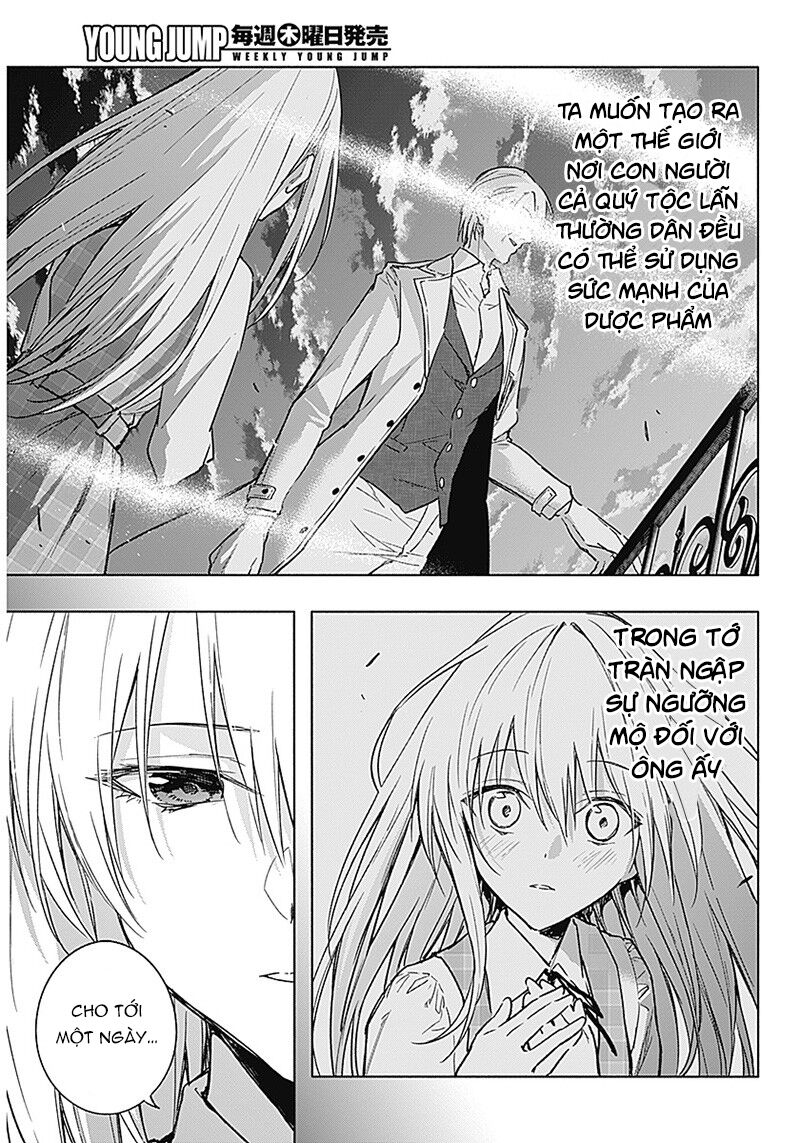 YOUNG JUMP 毎週木曜日発売
WEEKLY YOUNG JUMP
TA MUỐN TẠO RA
MỘT THẾ GIỚI
NƠI CON NGƯỜI
CẢ QUÝ TỘC LẪN
THƯỜNG DÂN ĐỀU
CÓ THỂ SỬ DỤNG
SỨC MẠNH CỦA
DƯỢC PHẨM
TRONG TỚ
TRÀN NGẬP
SỰ NGƯỠNG
MỘ ĐỐI VỚI
ÔNG ẤY
CHO TỚI
MỘT NGÀY...